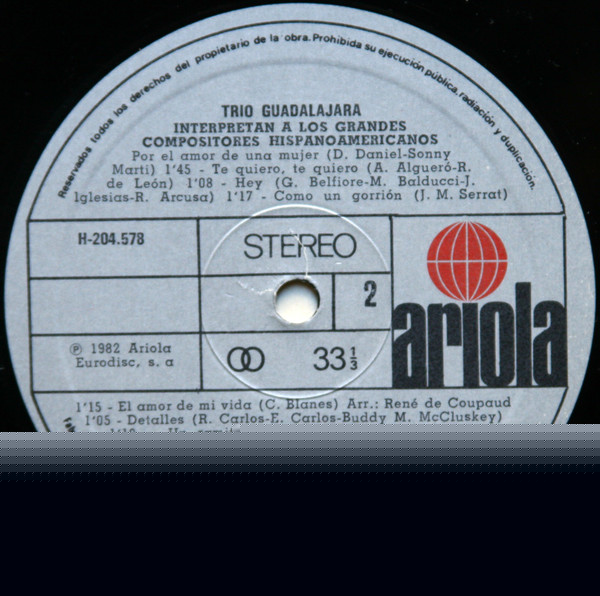 Reservados todos los derechos del propietario de la obra. Prohibida su ejecución pública, radiación y duplicación.
TRIO GUADALAJARA
INTERPRETAN A LOS GRANDES
COMPOSITORES HISPANOAMERICANOS
Por el amor de una mujer (D. Daniel-Sonny
Marti) 1'45 - Te quiero, te quiero (A. Algueró-R.
de León) 1'08 - Hey (G. Belfiore-M. Balducci-J.
Iglesias-R. Arcusa) 1'17 - Como un gorrión (J. M. Serrat)
H-204.578
STEREO
2
ariola
℗ 1982 Ariola
Eurodisc, s. a
33 1/3
1'15 - El amor de mi vida (C. Blanes) Arr.: René de Coupaud
1'05 - Detalles (R. Carlos-E. Carlos-Buddy M. McCluskey)